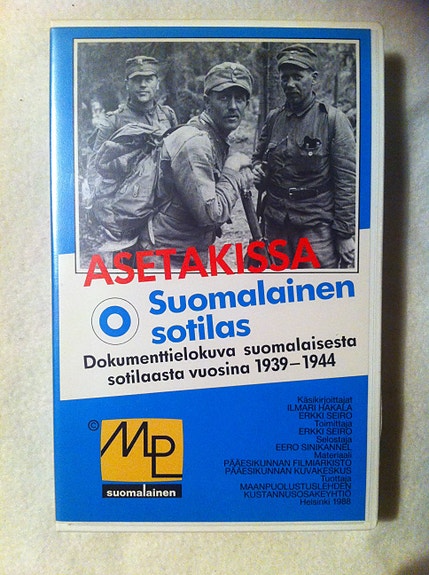 ASETAKISSA
Suomalainen
sotilas
Dokumenttielokuva suomalaisesta
sotilaasta vuosina 1939–1944
Käsikirjoittajat
ILMARI HAKALA
ERKKI SEIRO
Toimittaja
ERKKI SEIRO
Selostaja
EERO SINIKANNEL
Materiaali
PÄÄESIKUNNAN FILMIARKISTO
PÄÄESIKUNNAN KUVAKESKUS
Tuottaja
MAANPUOLUSTUSLEHDEN
KUSTANNUSOSAKEYHTIÖ
Helsinki 1988
© MPL
suomalainen